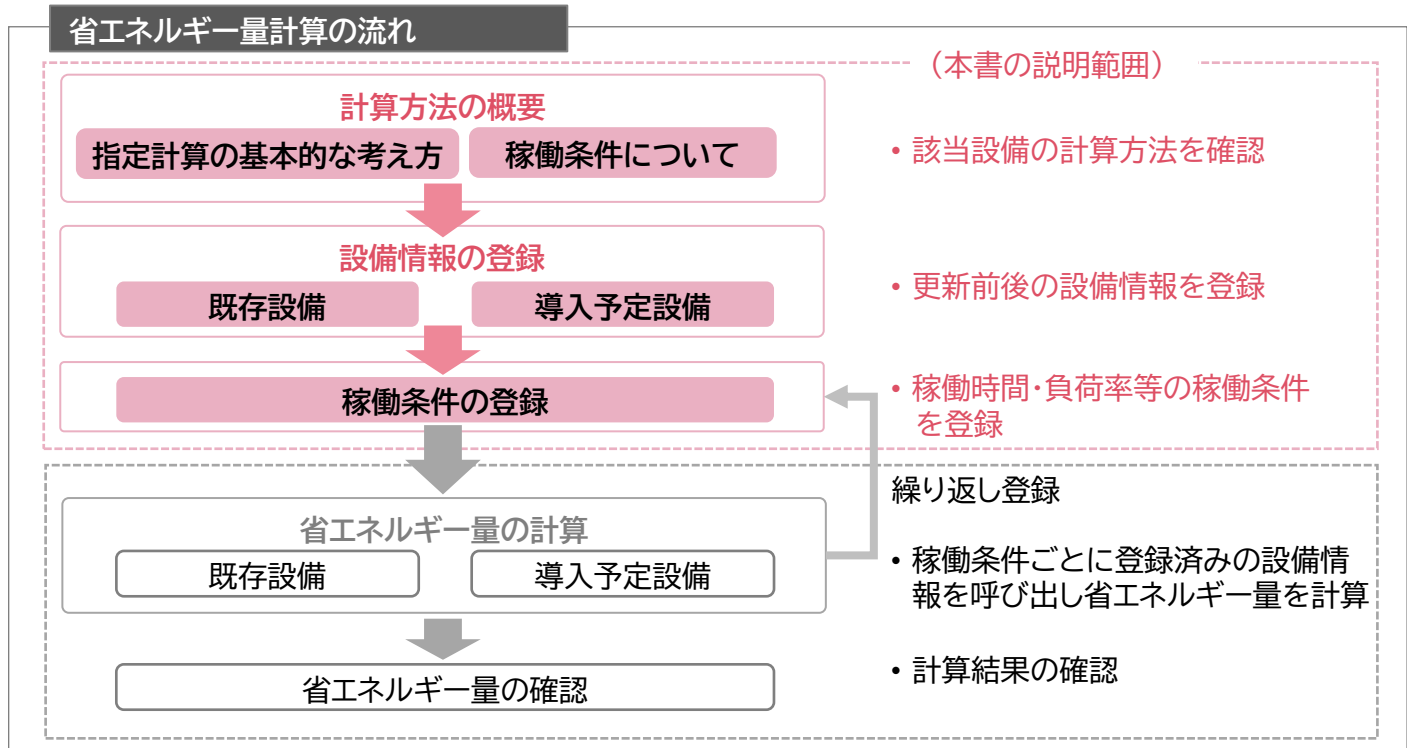 省エネルギー量計算の流れ
（本書の説明範囲）
計算方法の概要
指定計算の基本的な考え方
稼働条件について
• 該当設備の計算方法を確認
設備情報の登録
既存設備
導入予定設備
• 更新前後の設備情報を登録
稼働条件の登録
• 稼働時間・負荷率等の稼働条件
を登録
繰り返し登録
省エネルギー量の計算
既存設備
導入予定設備
• 稼働条件ごとに登録済みの設備情
報を呼び出し省エネルギー量を計算
省エネルギー量の確認
• 計算結果の確認